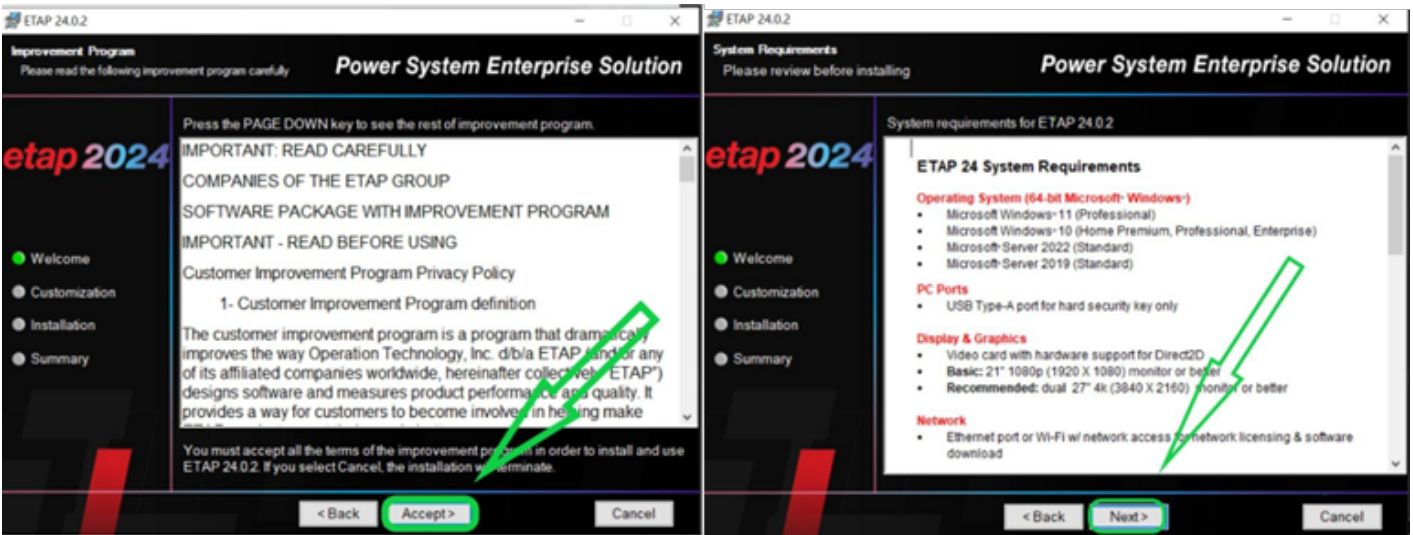 ETAP 24.0.2
Improvement Program
Please read the following improvement program carefully
Power System Enterprise Solution
etap 2024
Welcome
Customization
Installation
Summary
Press the PAGE DOWN key to see the rest of improvement program.
IMPORTANT: READ CAREFULLY
COMPANIES OF THE ETAP GROUP
SOFTWARE PACKAGE WITH IMPROVEMENT PROGRAM
IMPORTANT - READ BEFORE USING
Customer Improvement Program Privacy Policy
1- Customer Improvement Program definition
The customer improvement program is a program that dramatically
improves the way Operation Technology, Inc. d/b/a ETAP (and/or any
of its affiliated companies worldwide, hereinafter collectively "ETAP")
designs software and measures product performance and quality. It
provides a way for customers to become involved in helping make
You must accept all the terms of the improvement program in order to install and use
ETAP 24.0.2. If you select Cancel, the installation will terminate.
< Back
Accept >
Cancel
ETAP 24.0.2
System Requirements
Please review before installing
Power System Enterprise Solution
etap 2024
Welcome
Customization
Installation
Summary
System requirements for ETAP 24.0.2
ETAP 24 System Requirements
Operating System (64-bit Microsoft® Windows®)
• Microsoft Windows® 11 (Professional)
• Microsoft Windows® 10 (Home Premium, Professional, Enterprise)
• Microsoft® Server 2022 (Standard)
• Microsoft® Server 2019 (Standard)
PC Ports
• USB Type-A port for hard security key only
Display & Graphics
• Video card with hardware support for Direct2D
• Basic: 21" 1080p (1920 X 1080) monitor or better
• Recommended: dual 27" 4k (3840 X 2160) monitor or better
Network
• Ethernet port or Wi-Fi w/ network access for network licensing & software
download
< Back
Next >
Cancel